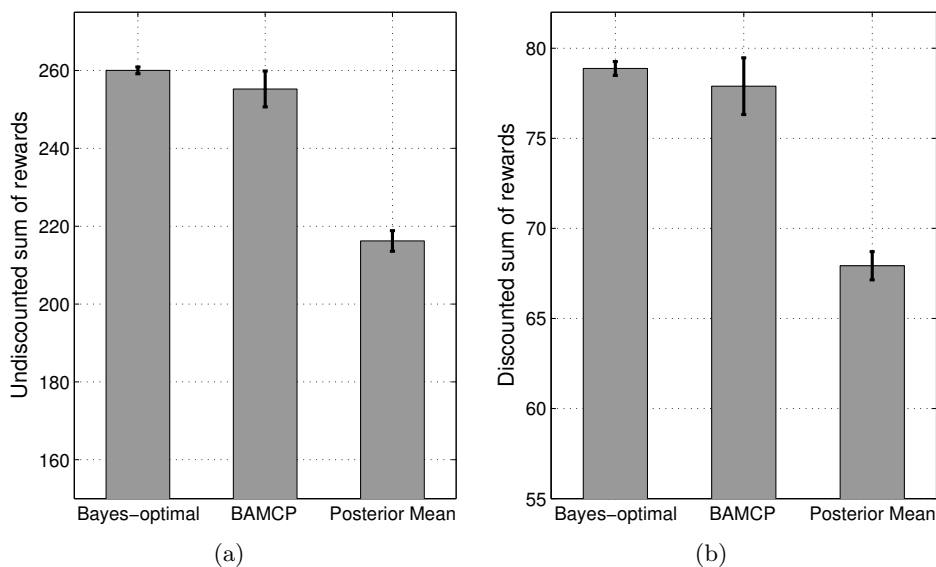 Undiscounted sum of rewards
260
240
220
200
180
160
Bayes−optimal BAMCP Posterior Mean
(a)
Discounted sum of rewards
80
75
70
65
60
55
Bayes−optimal BAMCP Posterior Mean
(b)